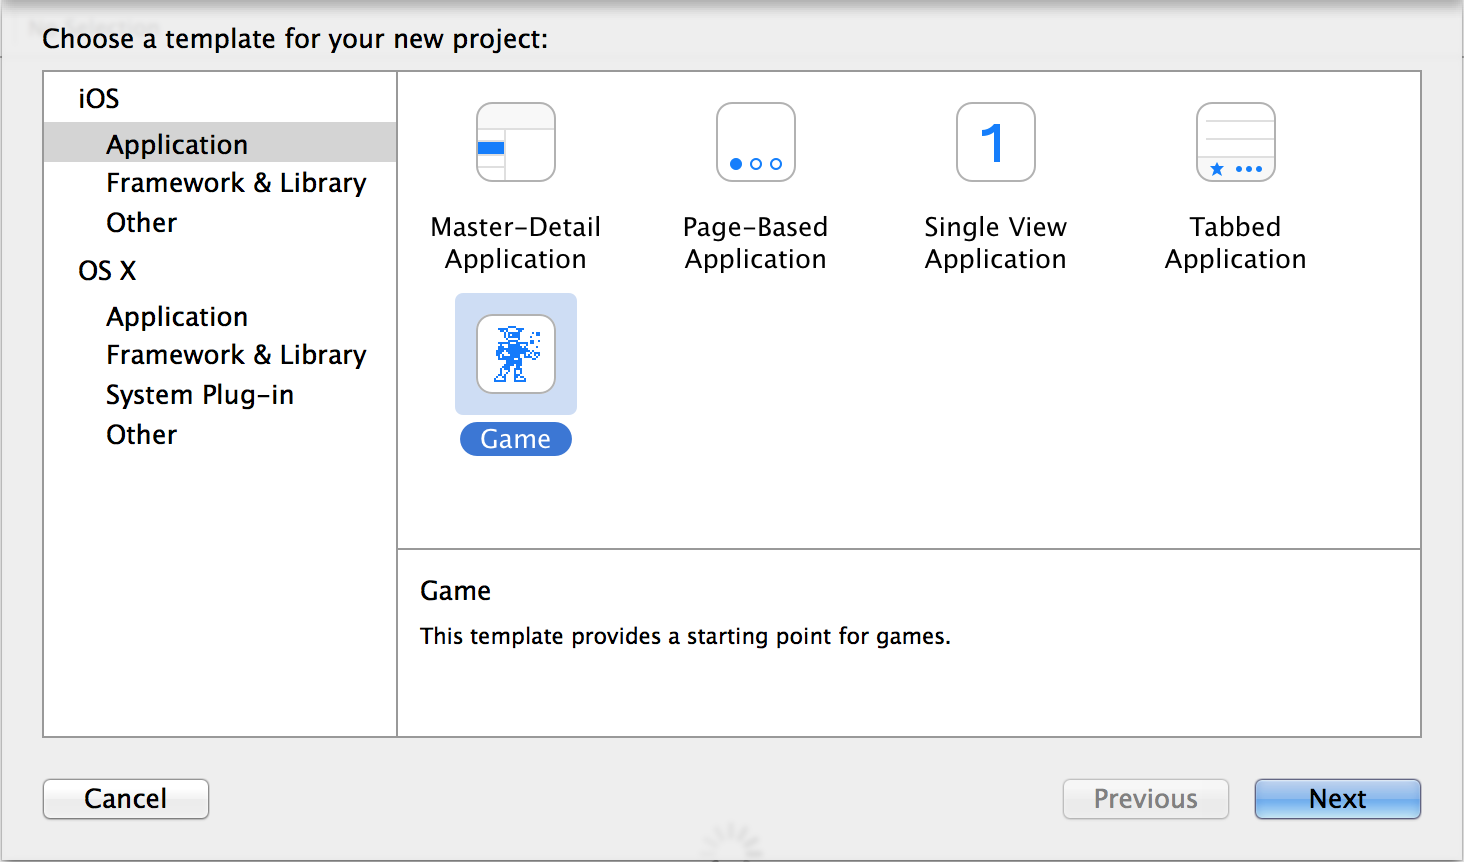 Choose a template for your new project:
iOS
Application
Framework & Library
Other
OS X
Application
Framework & Library
System Plug-in
Other
Master-Detail
Application
Page-Based
Application
1
Single View
Application
Tabbed
Application
Game
Game
This template provides a starting point for games.
Cancel
Previous
Next